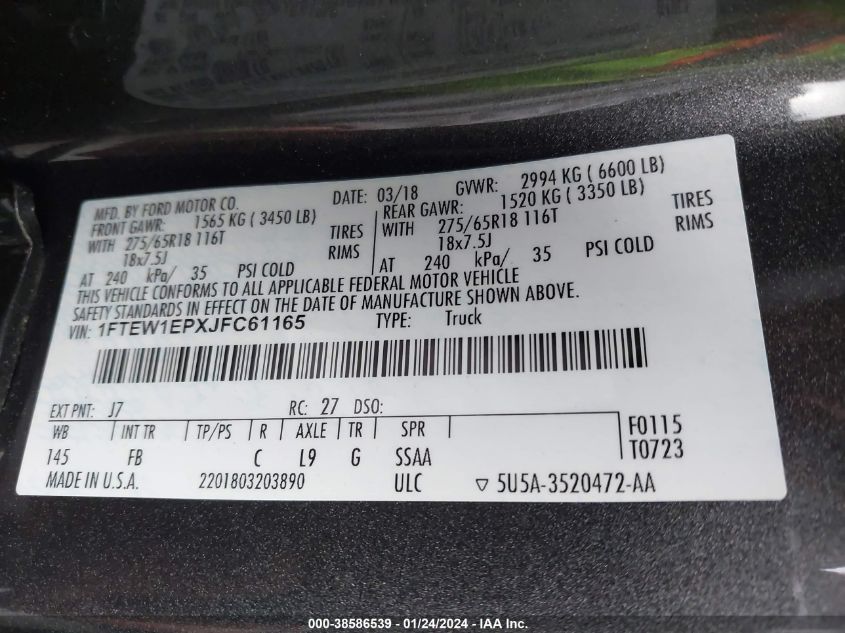 MFD. BY FORD MOTOR CO. DATE: 03/18 GVWR: 2994 KG ( 6600 LB)
FRONT GAWR: 1565 KG ( 3450 LB) REAR GAWR: 1520 KG ( 3350 LB)
WITH 275/65R18 116T TIRES WITH 275/65R18 116T TIRES
18x7.5J RIMS 18x7.5J RIMS
AT 240 kPa/ 35 PSI COLD AT 240 kPa/ 35 PSI COLD
THIS VEHICLE CONFORMS TO ALL APPLICABLE FEDERAL MOTOR VEHICLE
SAFETY STANDARDS IN EFFECT ON THE DATE OF MANUFACTURE SHOWN ABOVE.
VIN: 1FTEW1EPXJFC61165 TYPE: Truck
EXT PNT: J7 RC: 27 DSO:
WB INT TR TP/PS R AXLE TR SPR F0115
145 FB C L9 G SSAA T0723
MADE IN U.S.A. 2201803203890 ULC ▽ 5U5A-3520472-AA
000-38586539 - 01/24/2024 - IAA Inc.